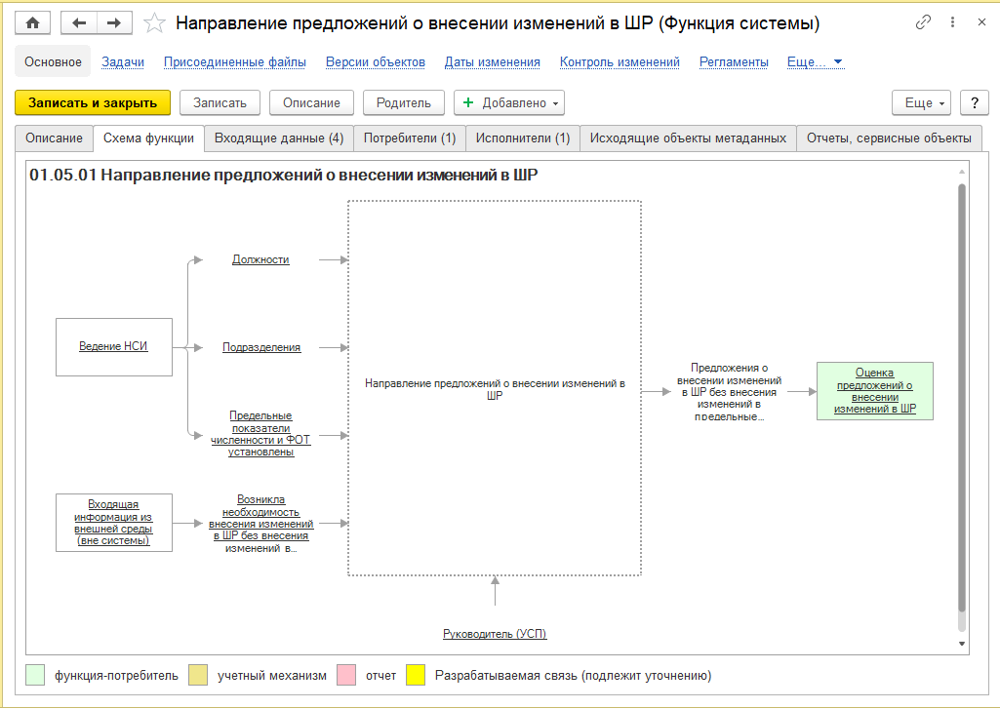 Направление предложений о внесении изменений в ШР (Функция системы)
Основное Задачи Присоединенные файлы Версии объектов Даты изменения Контроль изменений Регламенты Еще...
Записать и закрыть Записать Описание Родитель Добавлено Еще ?
Описание Схема функции Входящие данные (4) Потребители (1) Исполнители (1) Исходящие объекты метаданных Отчеты, сервисные объекты
01.05.01 Направление предложений о внесении изменений в ШР
Должности
Ведение НСИ
Подразделения
Предельные
показатели
численности и ФОТ
установлены
Входящая
информация из
внешней среды
(вне системы)
Возникла
необходимость
внесения изменений
в ШР без внесения
изменений в...
Направление предложений о внесении изменений в
ШР
Предложения о
внесении изменений
в ШР без внесения
изменений в
предельные...
Оценка
предложений о
внесении
изменений в ШР
Руководитель (УСП)
функция-потребитель учетный механизм отчет Разрабатываемая связь (подлежит уточнению)